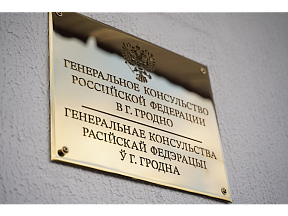 ГЕНЕРАЛЬНОЕ КОНСУЛЬСТВО
РОССИЙСКОЙ ФЕДЕРАЦИИ
В Г. ГРОДНО
ГЕНЕРАЛЬНАЕ КОНСУЛЬСТВА
РАСІЙСКАЙ ФЕДЭРАЦЫІ
Ў Г. ГРОДНА